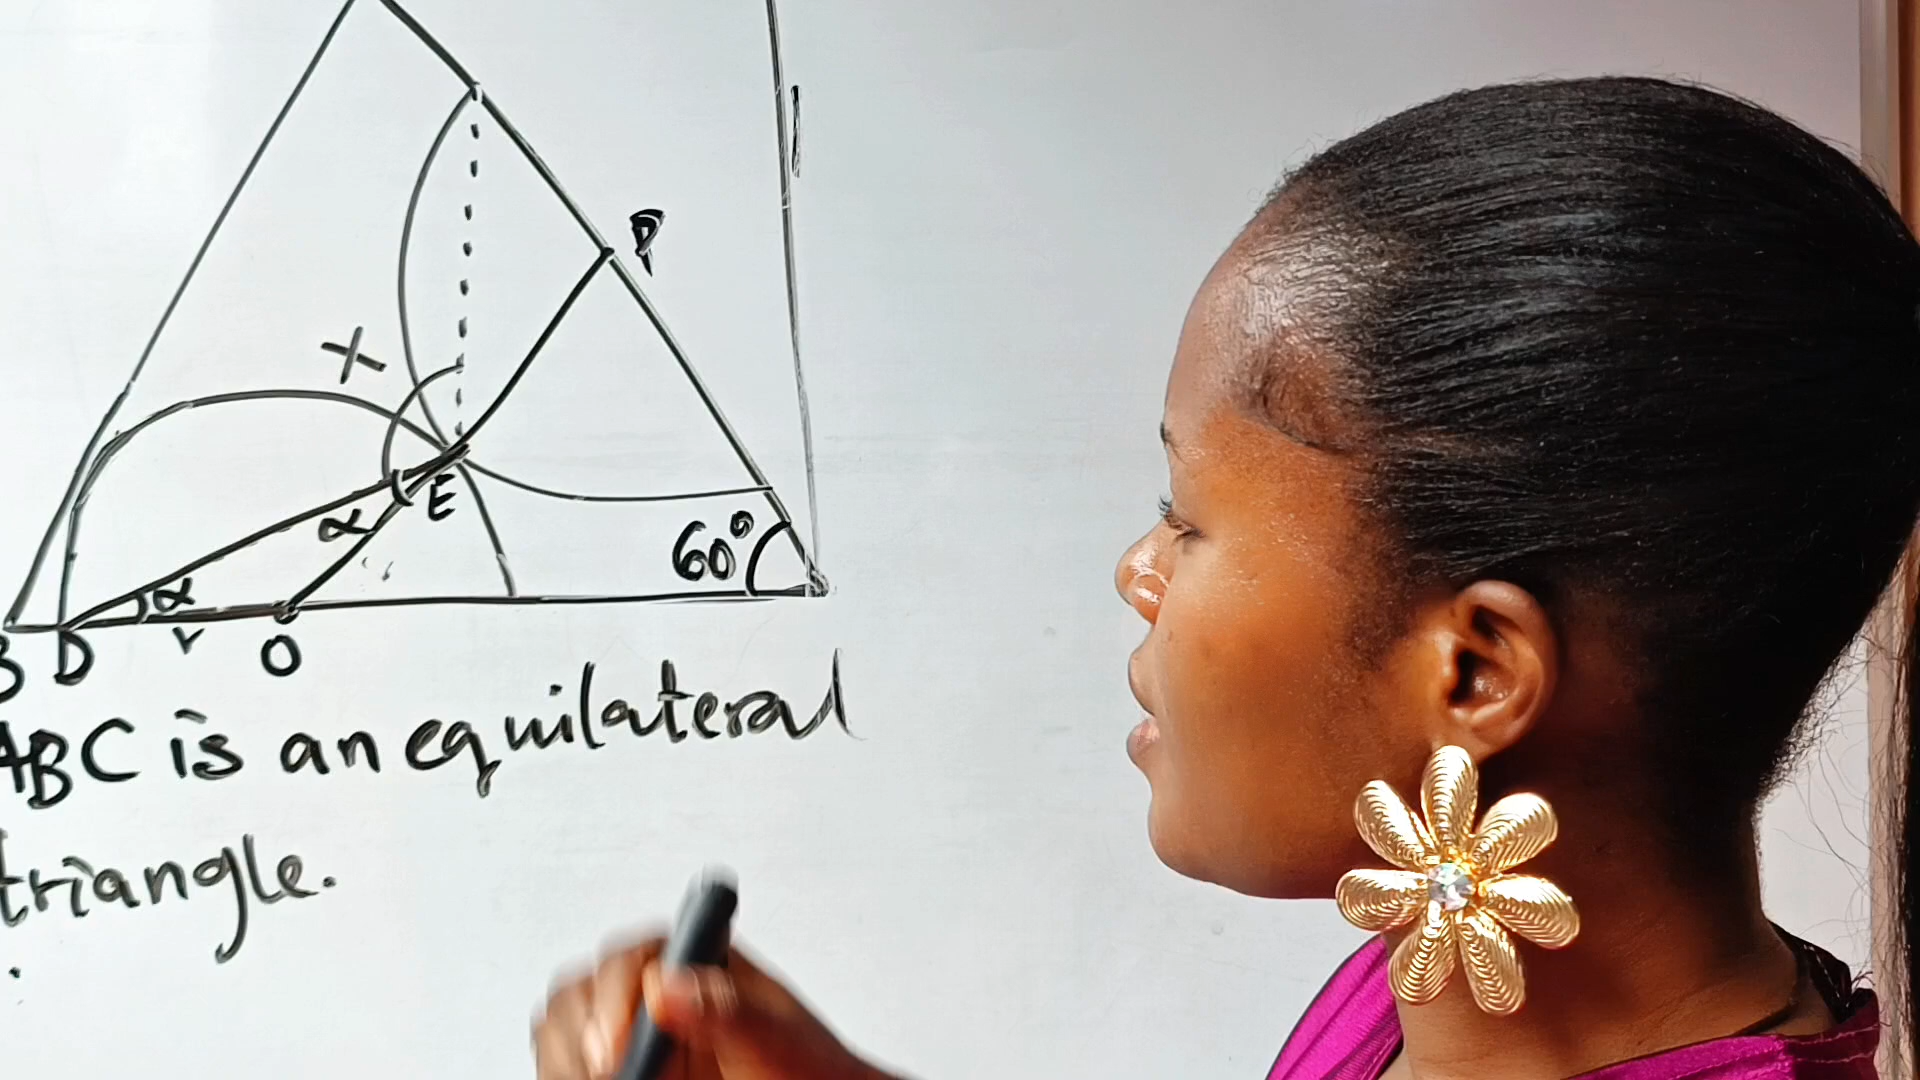 P
X
E
α
60°
α
r
B D O
ABC is an equilateral
triangle.